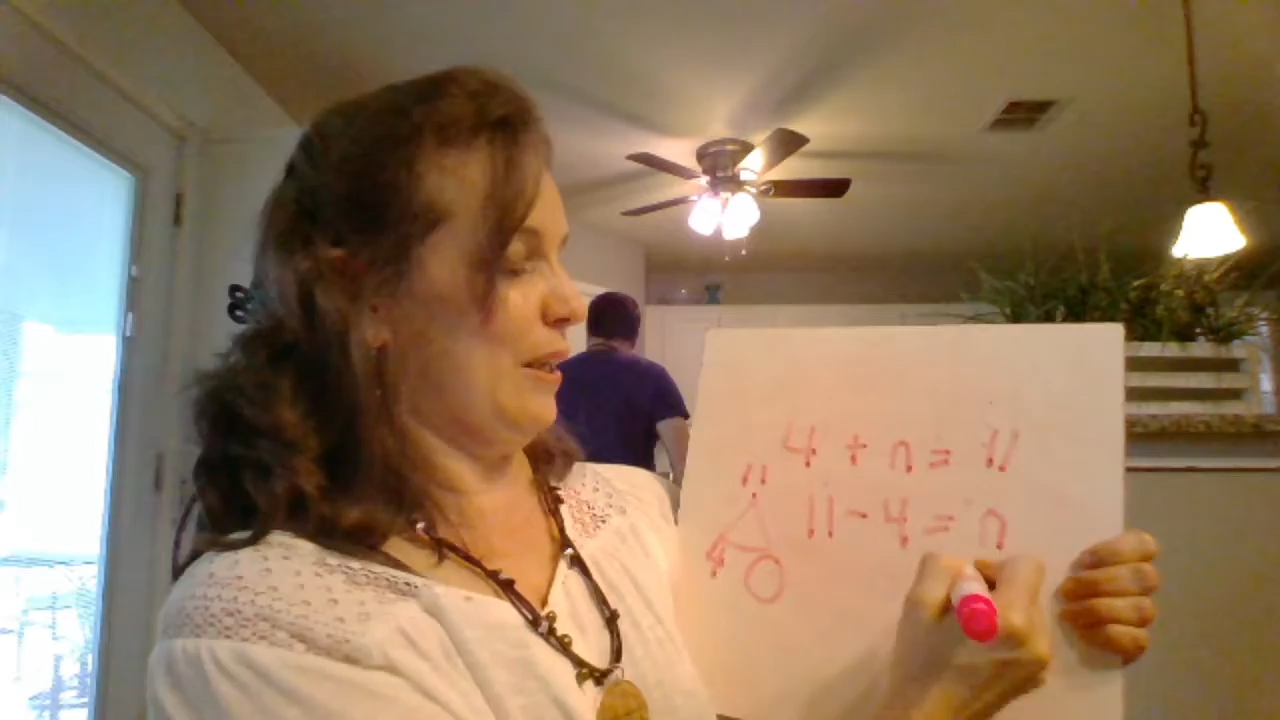 4 + n = 11
11
11 - 4 = n
4